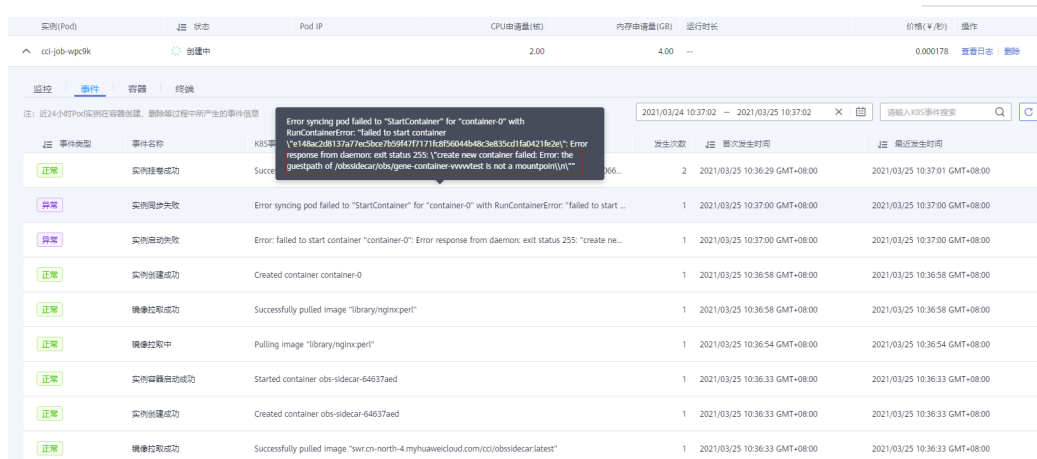 实例(Pod) 状态 Pod IP CPU申请量(核) 内存申请量(GB) 运行时长 价格(￥/秒) 操作
cci-job-wpc9k 创建中 2.00 4.00 -- 0.000178 查看日志 删除
监控 事件 容器 终端
注：近24小时Pod实例在容器创建、删除等过程中所产生的事件信息
2021/03/24 10:37:02 – 2021/03/25 10:37:02
请输入K8S事件搜索
Error syncing pod failed to "StartContainer" for "container-0" with
RunContainerError: "failed to start container
\"e148ac2d8137a77ec5bce7b59f47f7171fc8f56044b48c3e835cd1fa0421fe2e\": Error
response from daemon: exit status 255: \"create new container failed: Error: the
guestpath of /obssidecar/obs/gene-container-vvvvtest is not a mountpoin\\n\""
事件类型 事件名称 K8S事 发生次数 首次发生时间 最近发生时间
正常 实例挂卷成功 Succe 066... 2 2021/03/25 10:36:29 GMT+08:00 2021/03/25 10:37:01 GMT+08:00
异常 实例同步失败 Error syncing pod failed to "StartContainer" for "container-0" with RunContainerError: "failed to start ... 1 2021/03/25 10:37:00 GMT+08:00 2021/03/25 10:37:00 GMT+08:00
异常 实例启动失败 Error: failed to start container "container-0": Error response from daemon: exit status 255: "create ne... 1 2021/03/25 10:37:00 GMT+08:00 2021/03/25 10:37:00 GMT+08:00
正常 实例创建成功 Created container container-0 1 2021/03/25 10:36:58 GMT+08:00 2021/03/25 10:36:58 GMT+08:00
正常 镜像拉取成功 Successfully pulled image "library/nginx:perl" 1 2021/03/25 10:36:58 GMT+08:00 2021/03/25 10:36:58 GMT+08:00
正常 镜像拉取中 Pulling image "library/nginx:perl" 1 2021/03/25 10:36:54 GMT+08:00 2021/03/25 10:36:54 GMT+08:00
正常 实例容器启动成功 Started container obs-sidecar-64637aed 1 2021/03/25 10:36:33 GMT+08:00 2021/03/25 10:36:33 GMT+08:00
正常 实例创建成功 Created container obs-sidecar-64637aed 1 2021/03/25 10:36:33 GMT+08:00 2021/03/25 10:36:33 GMT+08:00
正常 镜像拉取成功 Successfully pulled image "swr.cn-north-4.myhuaweicloud.com/cci/obssidecar:latest" 1 2021/03/25 10:36:33 GMT+08:00 2021/03/25 10:36:33 GMT+08:00